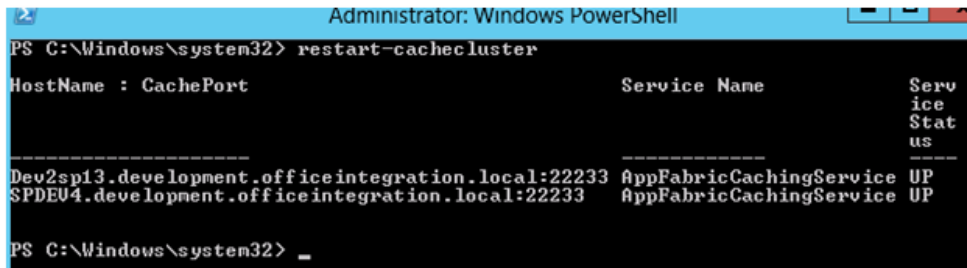 Administrator: Windows PowerShell
PS C:\Windows\system32> restart-cachecluster
HostName : CachePort Service Name Serv
ice
Stat
us
-------------------- ------------ ----
Dev2sp13.development.officeintegration.local:22233 AppFabricCachingService UP
SPDEV4.development.officeintegration.local:22233 AppFabricCachingService UP
PS C:\Windows\system32> _